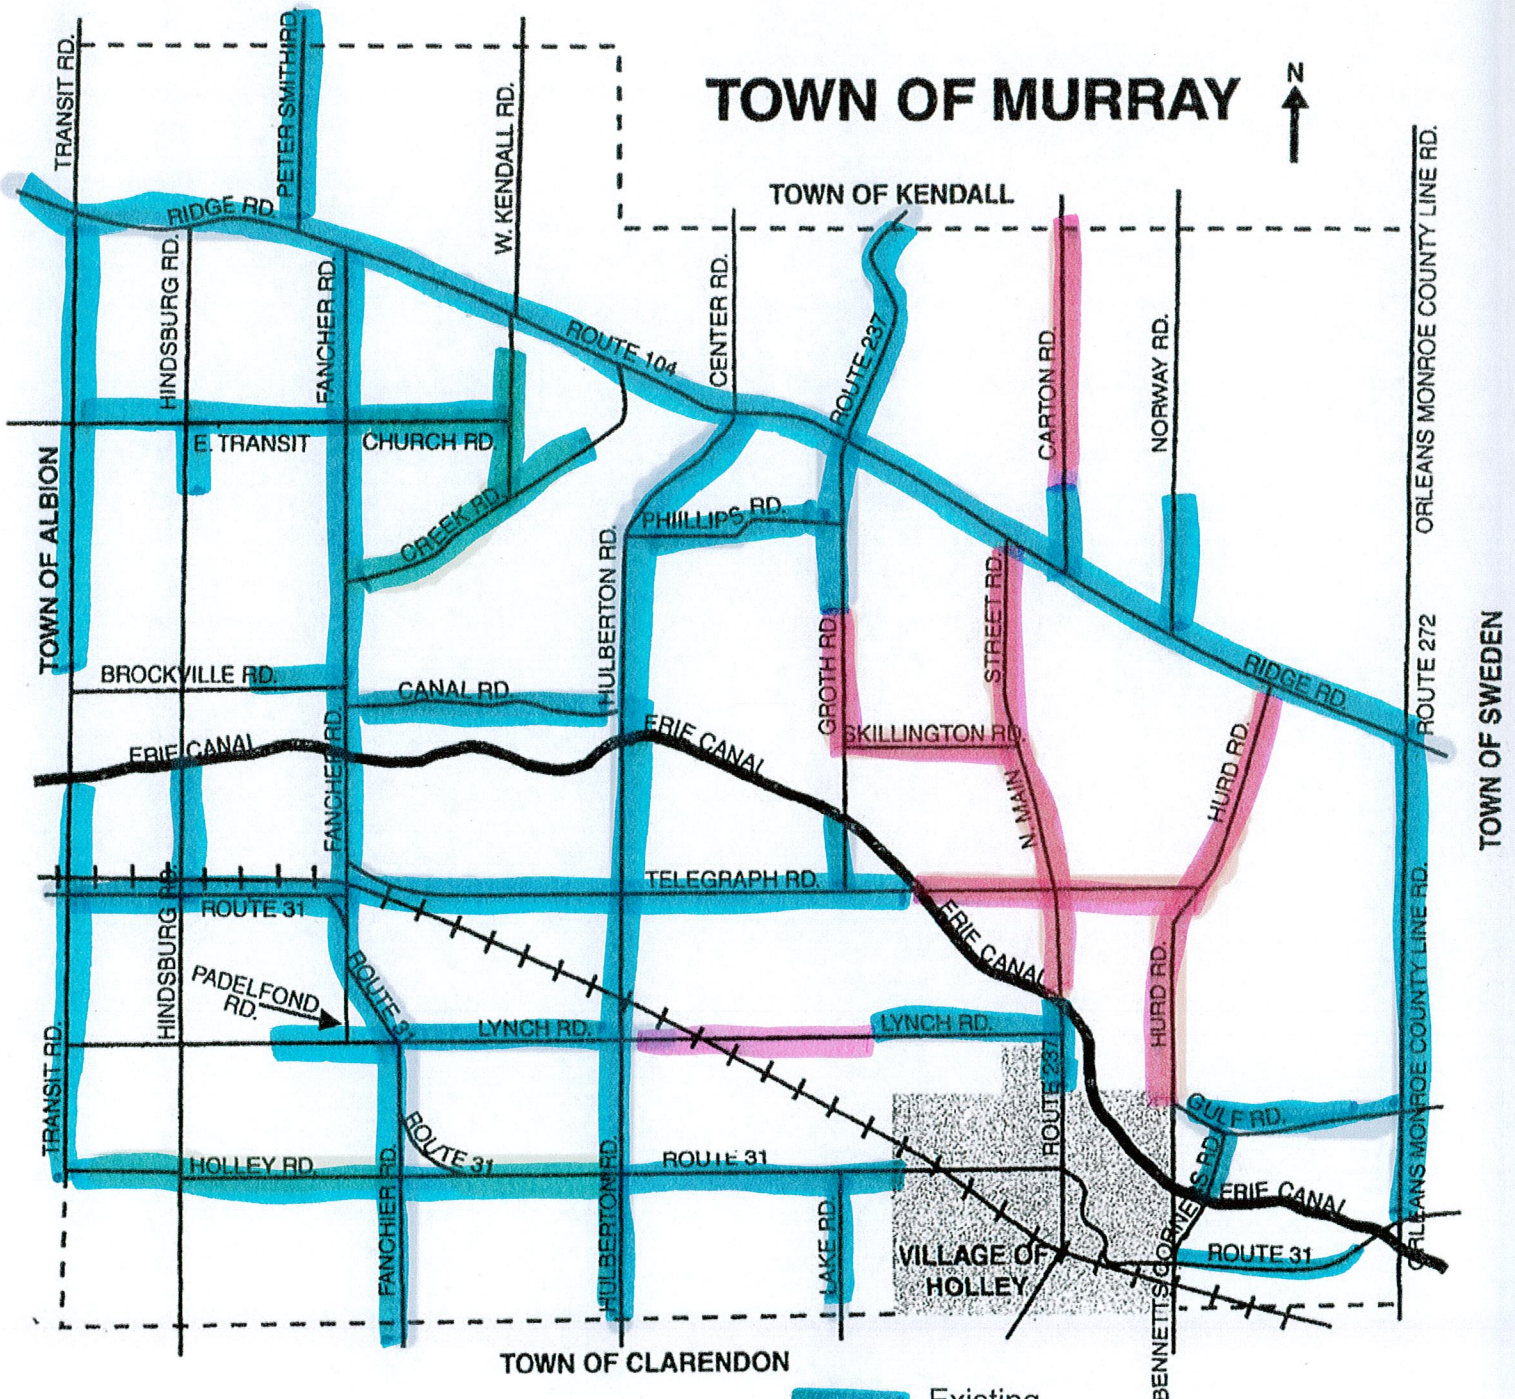 TOWN OF MURRAY
N
TOWN OF KENDALL
TRANSIT RD.
PETER SMITH RD.
W. KENDALL RD.
RIDGE RD.
HINDSBURG RD.
FANCHER RD.
ROUTE 104
CENTER RD.
ROUTE 237
CARTON RD.
NORWAY RD.
ORLEANS MONROE COUNTY LINE RD.
E. TRANSIT
CHURCH RD.
TOWN OF ALBION
CREEK RD.
PHIILLIPS RD.
HULBERTON RD.
STREET RD.
GROTH RD.
ROUTE 272
TOWN OF SWEDEN
RIDGE RD.
BROCKVILLE RD.
CANAL RD.
ERIE CANAL
FANCHER RD.
ERIE CANAL
SKILLINGTON RD.
N. MAIN
HURD RD.
TELEGRAPH RD.
ROUTE 31
HINDSBURG RD.
ERIE CANAL
PADELFOND
RD.
ROUTE 31
LYNCH RD.
LYNCH RD.
HURD RD.
ORLEANS MONROE COUNTY LINE RD.
TRANSIT RD.
ROUTE 237
GULF RD.
ROUTE 31
HOLLEY RD.
ROUTE 31
FANCHIER RD.
HULBERTON RD.
LAKE RD.
VILLAGE OF
HOLLEY
BENNETTS CORNERS RD.
ERIE CANAL
ROUTE 31
TOWN OF CLARENDON
Existing